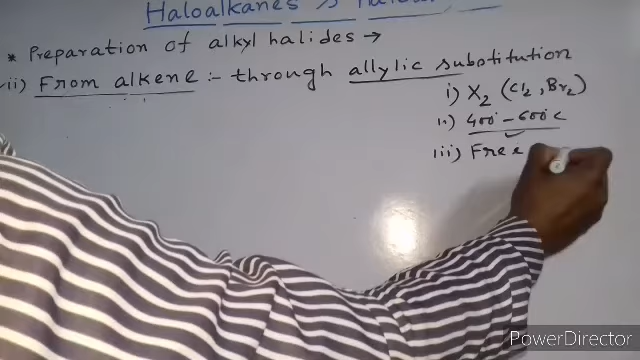 Haloalkanes
* Preparation of alkyl halides →
ii) From alkene :- through allylic substitution
i) X2 (Cl2, Br2)
ii) 400° - 600° C
iii) Free
PowerDirector